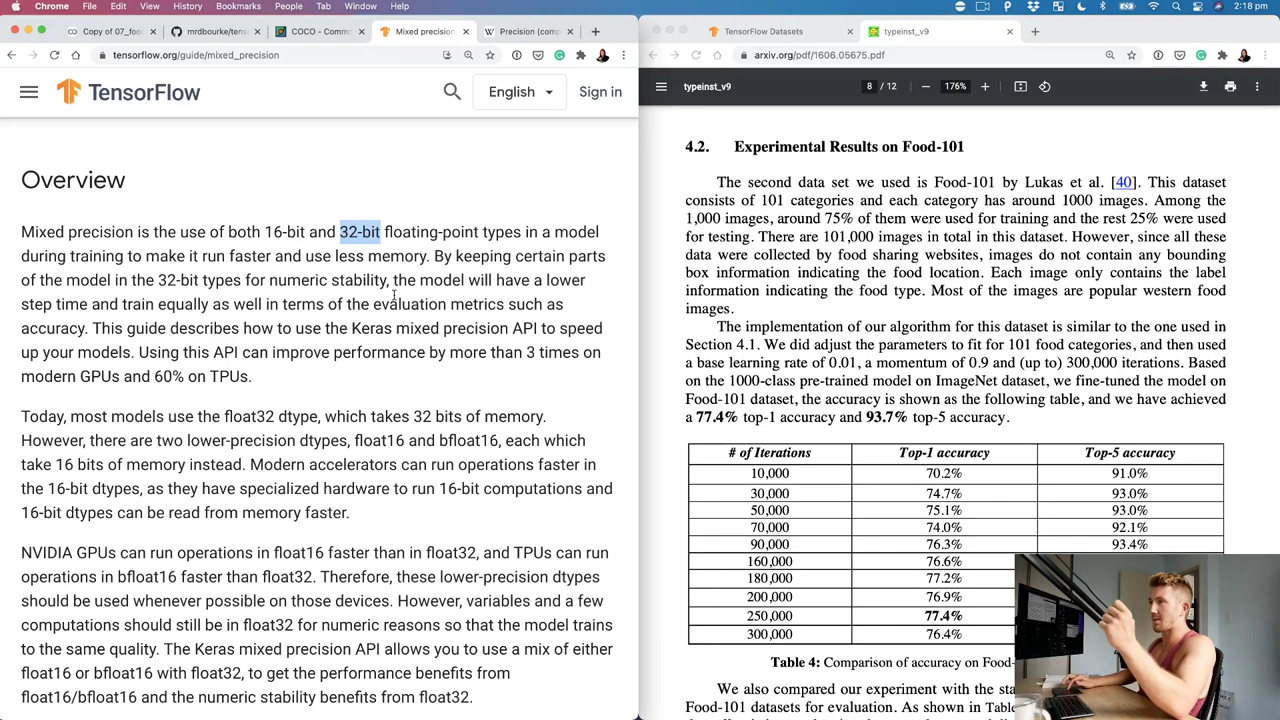 Chrome File Edit View History Bookmarks People Tab Window Help 2:18 pm
Copy of 07_food mrdbourke/tens COCO – Commo Mixed precision Precision (comp
tensorflow.org/guide/mixed_precision
TensorFlow English Sign in
Overview
Mixed precision is the use of both 16-bit and 32-bit floating-point types in a model
during training to make it run faster and use less memory. By keeping certain parts
of the model in the 32-bit types for numeric stability, the model will have a lower
step time and train equally as well in terms of the evaluation metrics such as
accuracy. This guide describes how to use the Keras mixed precision API to speed
up your models. Using this API can improve performance by more than 3 times on
modern GPUs and 60% on TPUs.
Today, most models use the float32 dtype, which takes 32 bits of memory.
However, there are two lower-precision dtypes, float16 and bfloat16, each which
take 16 bits of memory instead. Modern accelerators can run operations faster in
the 16-bit dtypes, as they have specialized hardware to run 16-bit computations and
16-bit dtypes can be read from memory faster.
NVIDIA GPUs can run operations in float16 faster than in float32, and TPUs can run
operations in bfloat16 faster than float32. Therefore, these lower-precision dtypes
should be used whenever possible on those devices. However, variables and a few
computations should still be in float32 for numeric reasons so that the model trains
to the same quality. The Keras mixed precision API allows you to use a mix of either
float16 or bfloat16 with float32, to get the performance benefits from
float16/bfloat16 and the numeric stability benefits from float32.
TensorFlow Datasets typeinst_v9
arxiv.org/pdf/1606.05675.pdf
typeinst_v9 8 / 12 176%
4.2. Experimental Results on Food-101
The second data set we used is Food-101 by Lukas et al. [40]. This dataset
consists of 101 categories and each category has around 1000 images. Among the
1,000 images, around 75% of them were used for training and the rest 25% were used
for testing. There are 101,000 images in total in this dataset. However, since all these
data were collected by food sharing websites, images do not contain any bounding
box information indicating the food location. Each image only contains the label
information indicating the food type. Most of the images are popular western food
images.
The implementation of our algorithm for this dataset is similar to the one used in
Section 4.1. We did adjust the parameters to fit for 101 food categories, and then used
a base learning rate of 0.01, a momentum of 0.9 and (up to) 300,000 iterations. Based
on the 1000-class pre-trained model on ImageNet dataset, we fine-tuned the model on
Food-101 dataset, the accuracy is shown as the following table, and we have achieved
a 77.4% top-1 accuracy and 93.7% top-5 accuracy.
# of Iterations Top-1 accuracy Top-5 accuracy
10,000 70.2% 91.0%
30,000 74.7% 93.0%
50,000 75.1% 93.0%
70,000 74.0% 92.1%
90,000 76.3% 93.4%
160,000 76.6%
180,000 77.2%
200,000 76.9%
250,000 77.4%
300,000 76.4%
Table 4: Comparison of accuracy on Food-
We also compared our experiment with the sta
Food-101 datasets for evaluation. As shown in Table